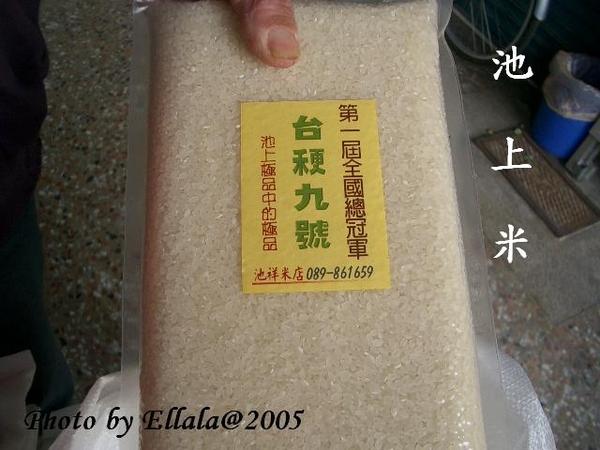 第一屆全國總冠軍
台稉九號
池上極品中的極品
池祥米店 089-861659
池上米
Photo by Ellala@2005